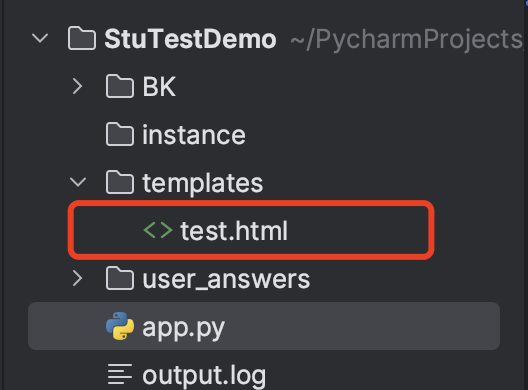 StuTestDemo ~/PycharmProjects
BK
instance
templates
<> test.html
user_answers
app.py
output.log